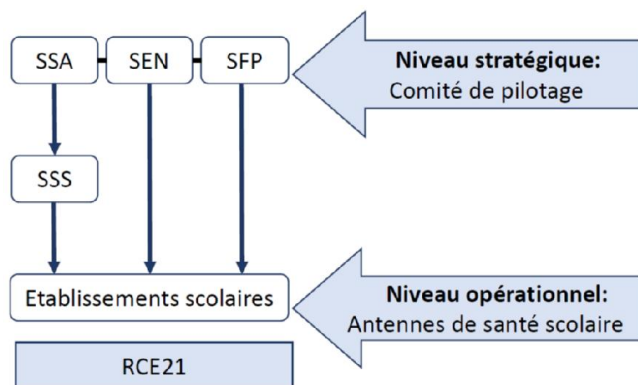 SSA
SEN
SFP
Niveau stratégique:
Comité de pilotage
SSS
Etablissements scolaires
Niveau opérationnel:
Antennes de santé scolaire
RCE21